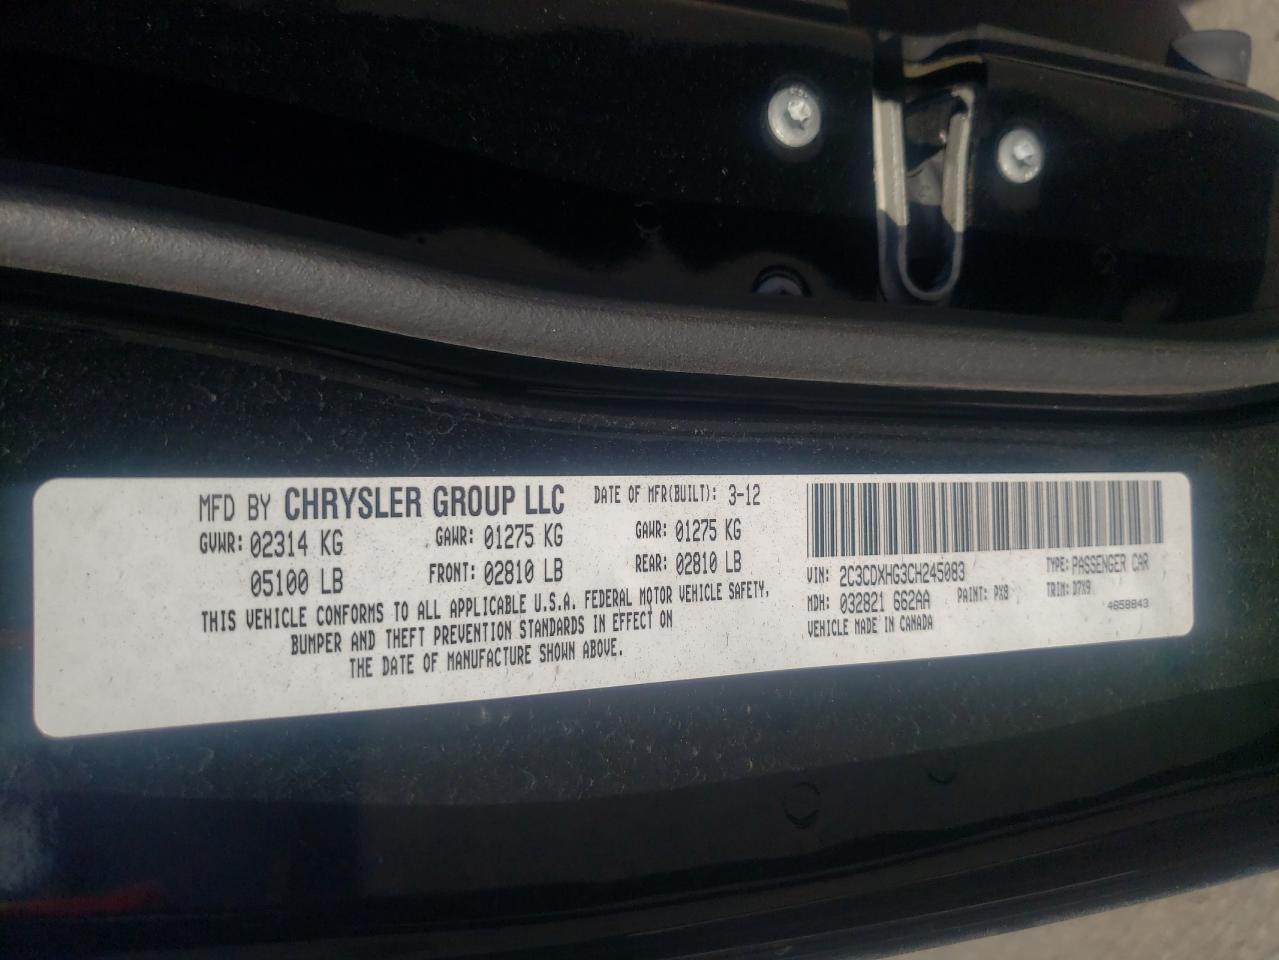 MFD BY CHRYSLER GROUP LLC DATE OF MFR(BUILT): 3-12
GVWR: 02314 KG GAWR: 01275 KG GAWR: 01275 KG
05100 LB FRONT: 02810 LB REAR: 02810 LB
THIS VEHICLE CONFORMS TO ALL APPLICABLE U.S.A. FEDERAL MOTOR VEHICLE SAFETY,
BUMPER AND THEFT PREVENTION STANDARDS IN EFFECT ON
THE DATE OF MANUFACTURE SHOWN ABOVE.
VIN: 2C3CDXHG3CH245083 TYPE: PASSENGER CAR
MDH: 032821 662AA PAINT: PX8 TRIM: D7X9
VEHICLE MADE IN CANADA 4658843